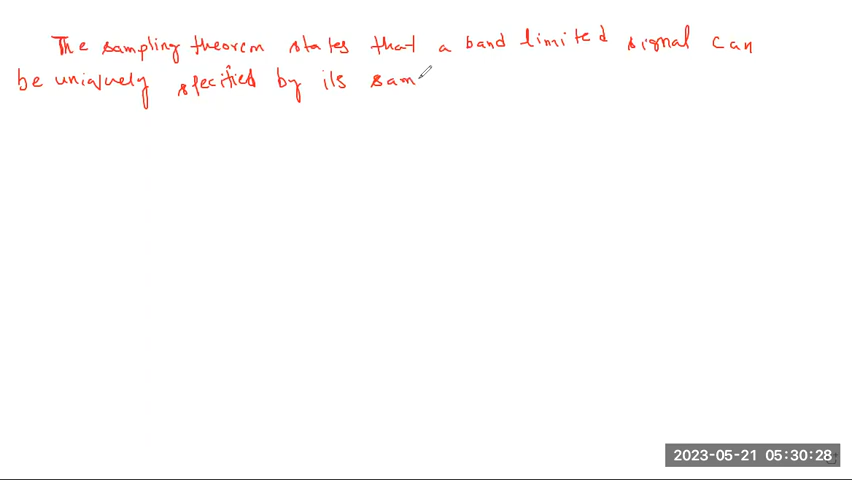 The sampling theorem states that a band limited signal can
be uniquely specified by its sam
2023-05-21 05:30:28